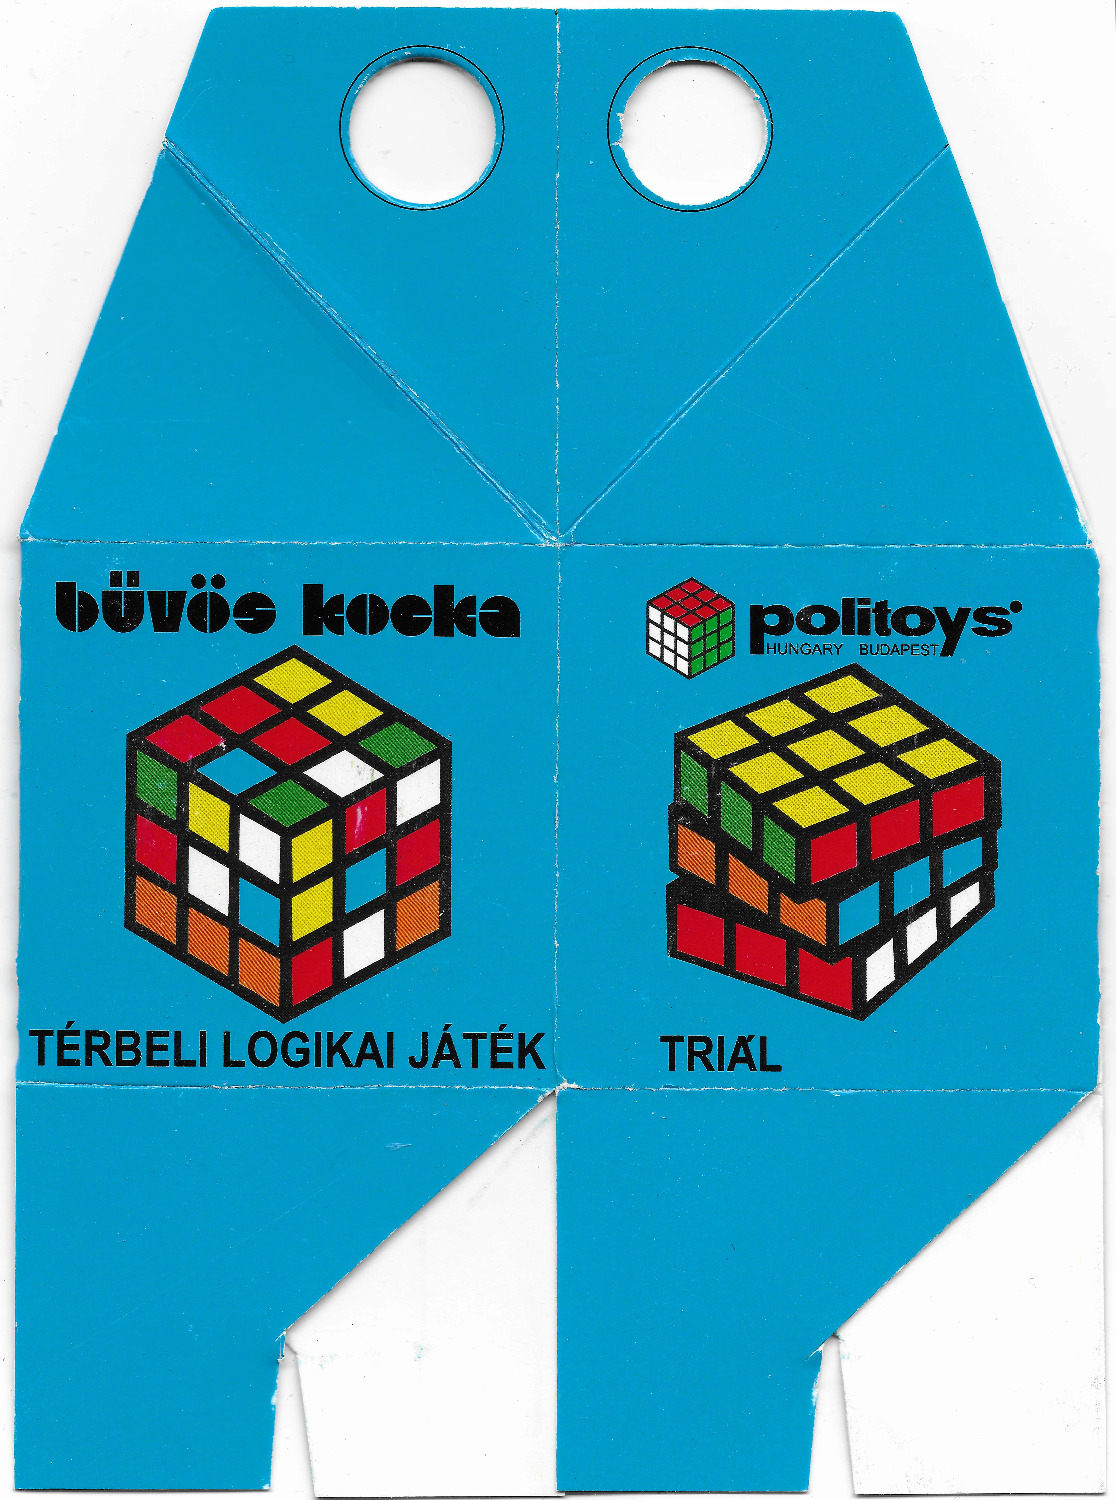 bűvös kocka
TÉRBELI LOGIKAI JÁTÉK
politoys
HUNGARY BUDAPEST
TRIÁL